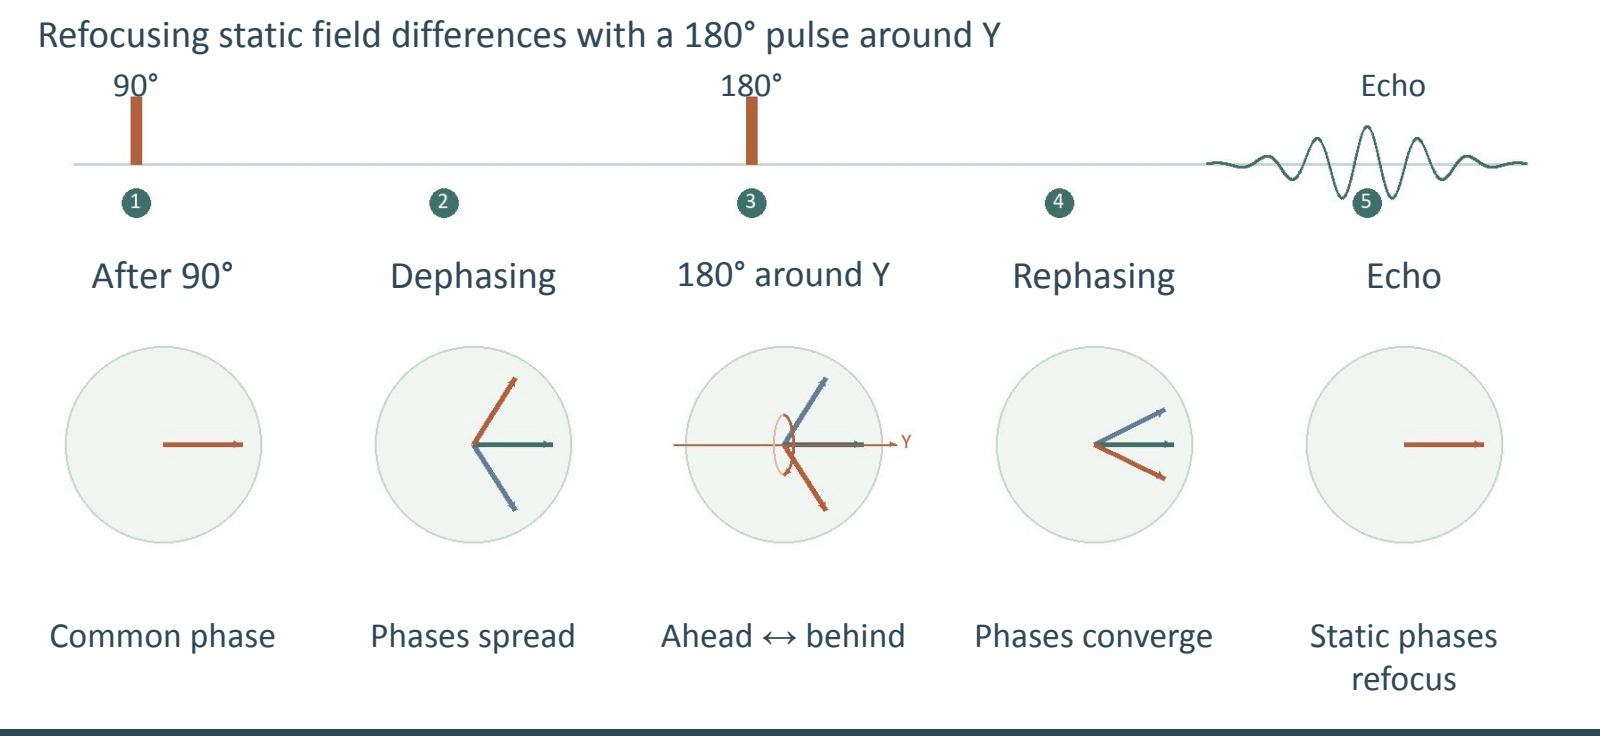 Refocusing static field differences with a 180° pulse around Y
90°
180°
Echo
1
2
3
4
5
After 90°
Dephasing
180° around Y
Rephasing
Echo
Y
Common phase
Phases spread
Ahead ↔ behind
Phases converge
Static phases
refocus